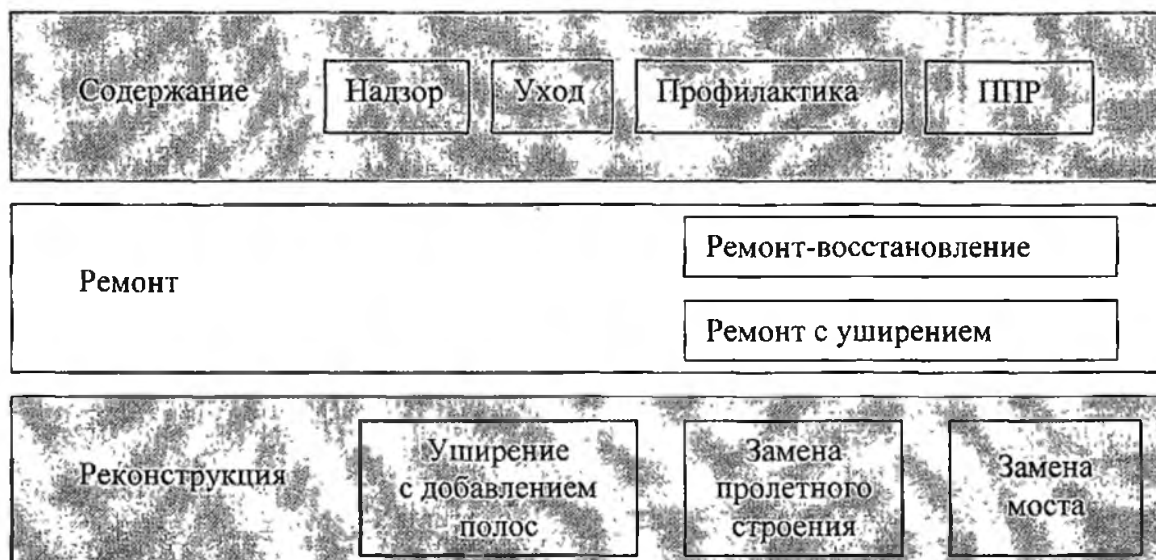 Содержание Надзор Уход Профилактика ППР
Ремонт
Ремонт-восстановление
Ремонт с уширением
Реконструкция
Уширение
с добавлением
полос
Замена
пролетного
строения
Замена
моста